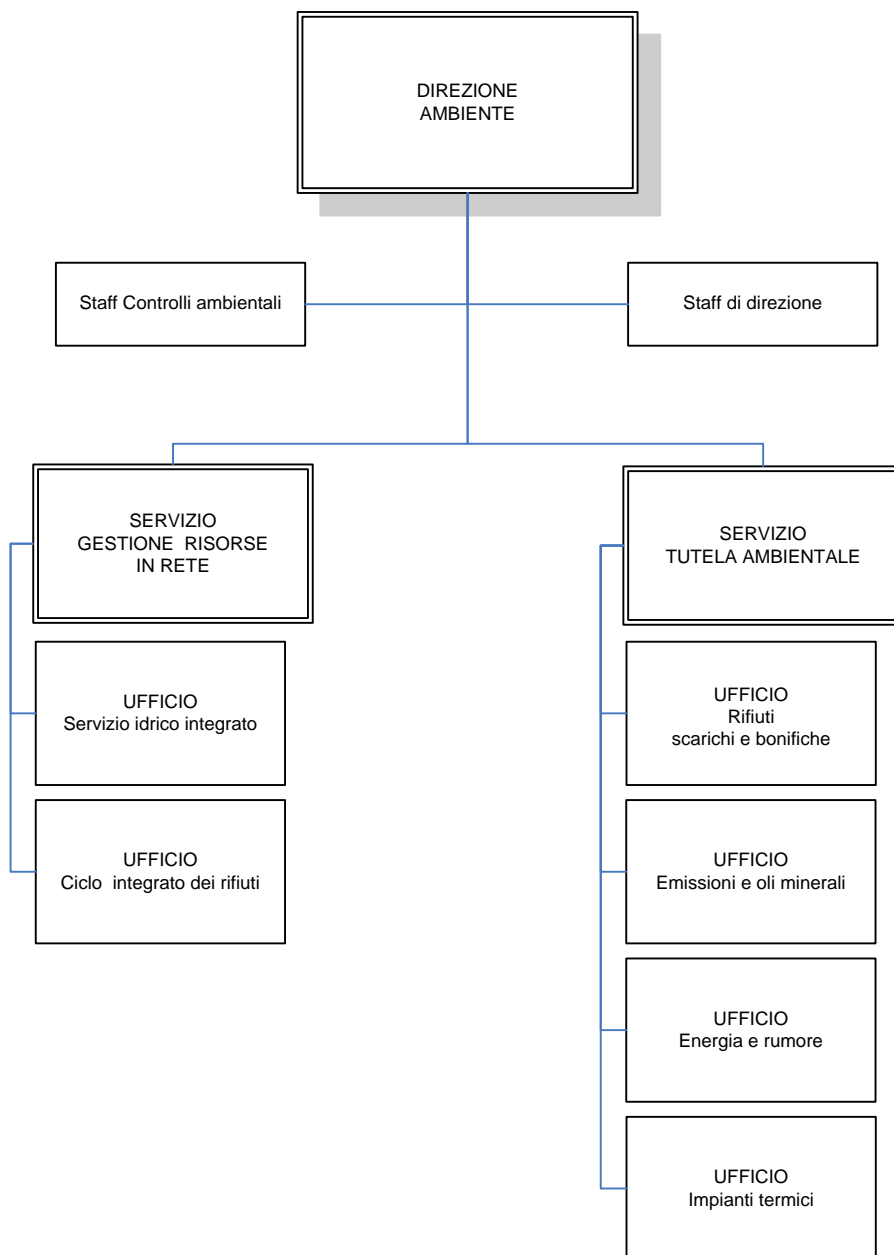 DIREZIONE
AMBIENTE
Staff Controlli ambientali
Staff di direzione
SERVIZIO
GESTIONE RISORSE
IN RETE
SERVIZIO
TUTELA AMBIENTALE
UFFICIO
Servizio idrico integrato
UFFICIO
Rifiuti
scarichi e bonifiche
UFFICIO
Ciclo integrato dei rifiuti
UFFICIO
Emissioni e oli minerali
UFFICIO
Energia e rumore
UFFICIO
Impianti termici